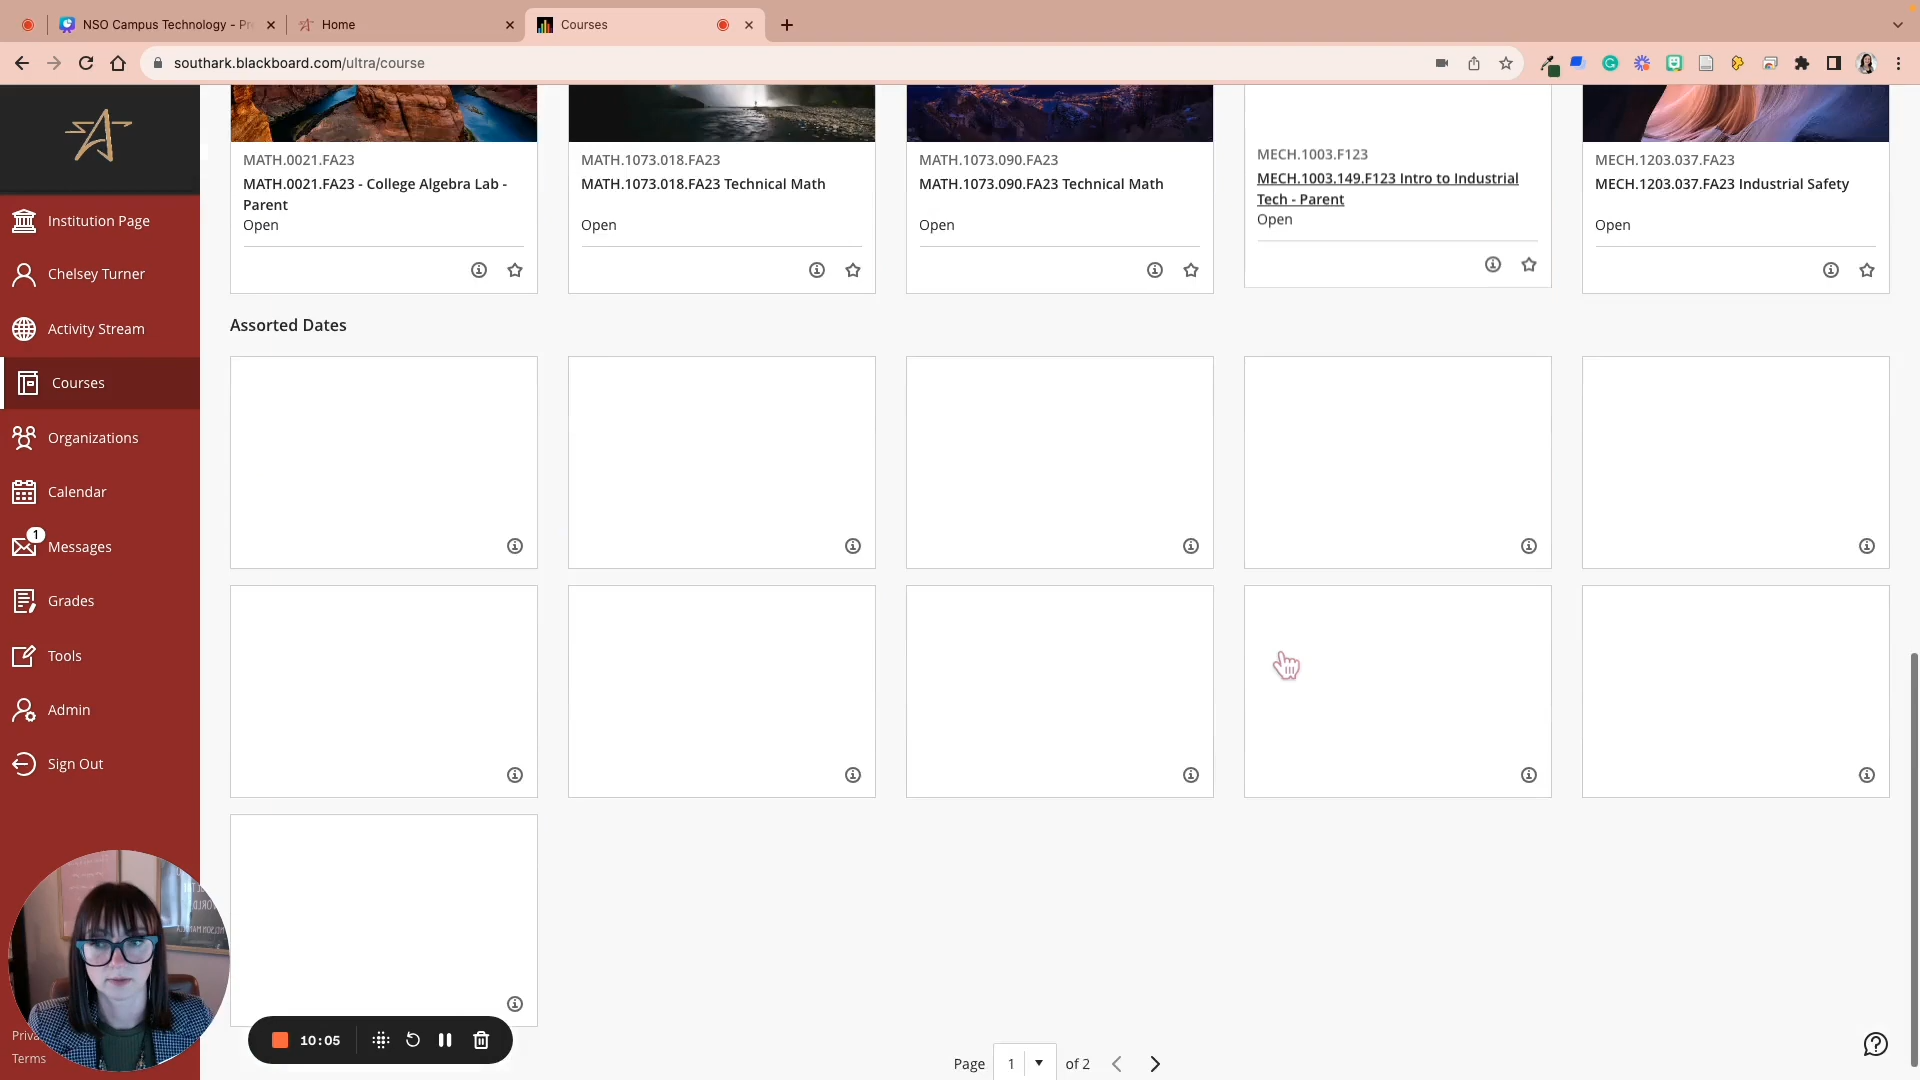 NSO Campus Technology - Pr
Home
Courses
southark.blackboard.com/ultra/course
Institution Page
Chelsey Turner
Activity Stream
Courses
Organizations
Calendar
1
Messages
Grades
Tools
Admin
Sign Out
Priva
Terms
MATH.0021.FA23
MATH.0021.FA23 - College Algebra Lab -
Parent
Open
MATH.1073.018.FA23
MATH.1073.018.FA23 Technical Math
Open
MATH.1073.090.FA23
MATH.1073.090.FA23 Technical Math
Open
MECH.1003.F123
MECH.1003.149.F123 Intro to Industrial
Tech - Parent
Open
MECH.1203.037.FA23
MECH.1203.037.FA23 Industrial Safety
Open
Assorted Dates
10:05
Page 1 of 2